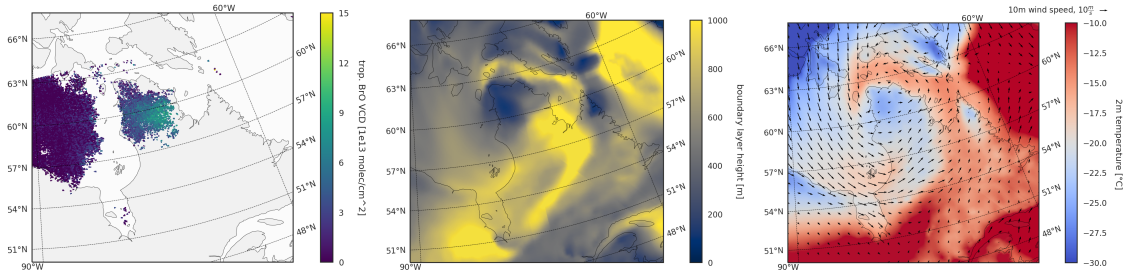 60°W
66°N
63°N
60°N
57°N
54°N
51°N
90°W
60°N
57°N
54°N
51°N
48°N
15
12
9
6
3
0
trop. BrO VCD [1e13 molec/cm^2]
60°W
66°N
63°N
60°N
57°N
54°N
51°N
90°W
60°N
57°N
54°N
51°N
48°N
1000
800
600
400
200
0
boundary layer height [m]
10m wind speed, 10 m/s
60°W
66°N
63°N
60°N
57°N
54°N
51°N
90°W
60°N
57°N
54°N
51°N
48°N
−10.0
−12.5
−15.0
−17.5
−20.0
−22.5
−25.0
−27.5
−30.0
2m temperature [°C]